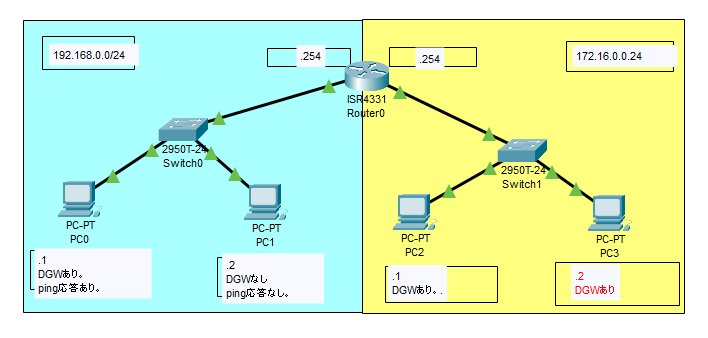 192.168.0.0/24
.254
.254
172.16.0.0.24
ISR4331
Router0
2950T-24
Switch0
2950T-24
Switch1
PC-PT
PC0
PC-PT
PC1
PC-PT
PC2
PC-PT
PC3
.1
DGWあり。
ping応答あり。
.2
DGWなし
ping応答なし。
.1
DGWあり。.
.2
DGWあり